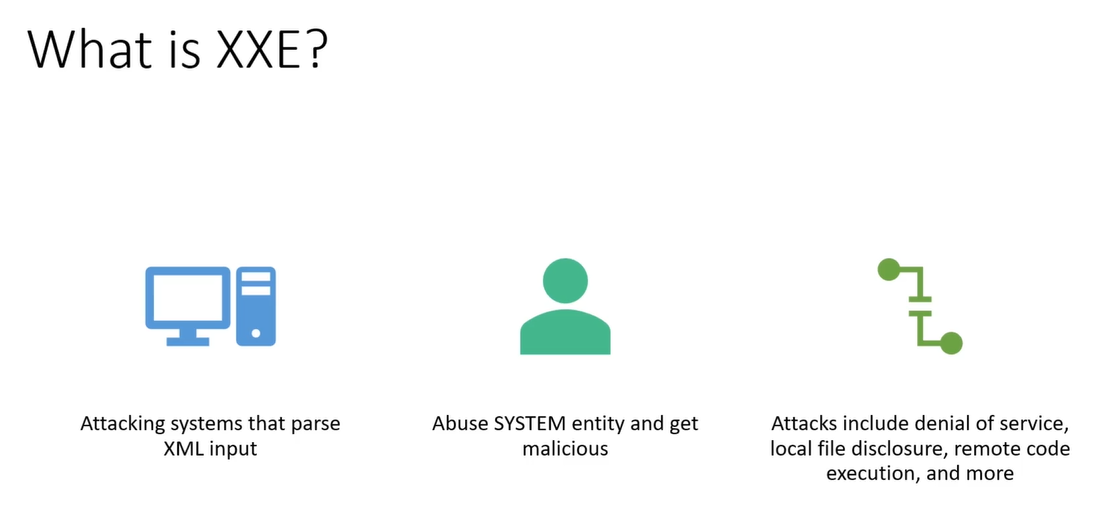 What is XXE?
Attacking systems that parse
XML input
Abuse SYSTEM entity and get
malicious
Attacks include denial of service,
local file disclosure, remote code
execution, and more